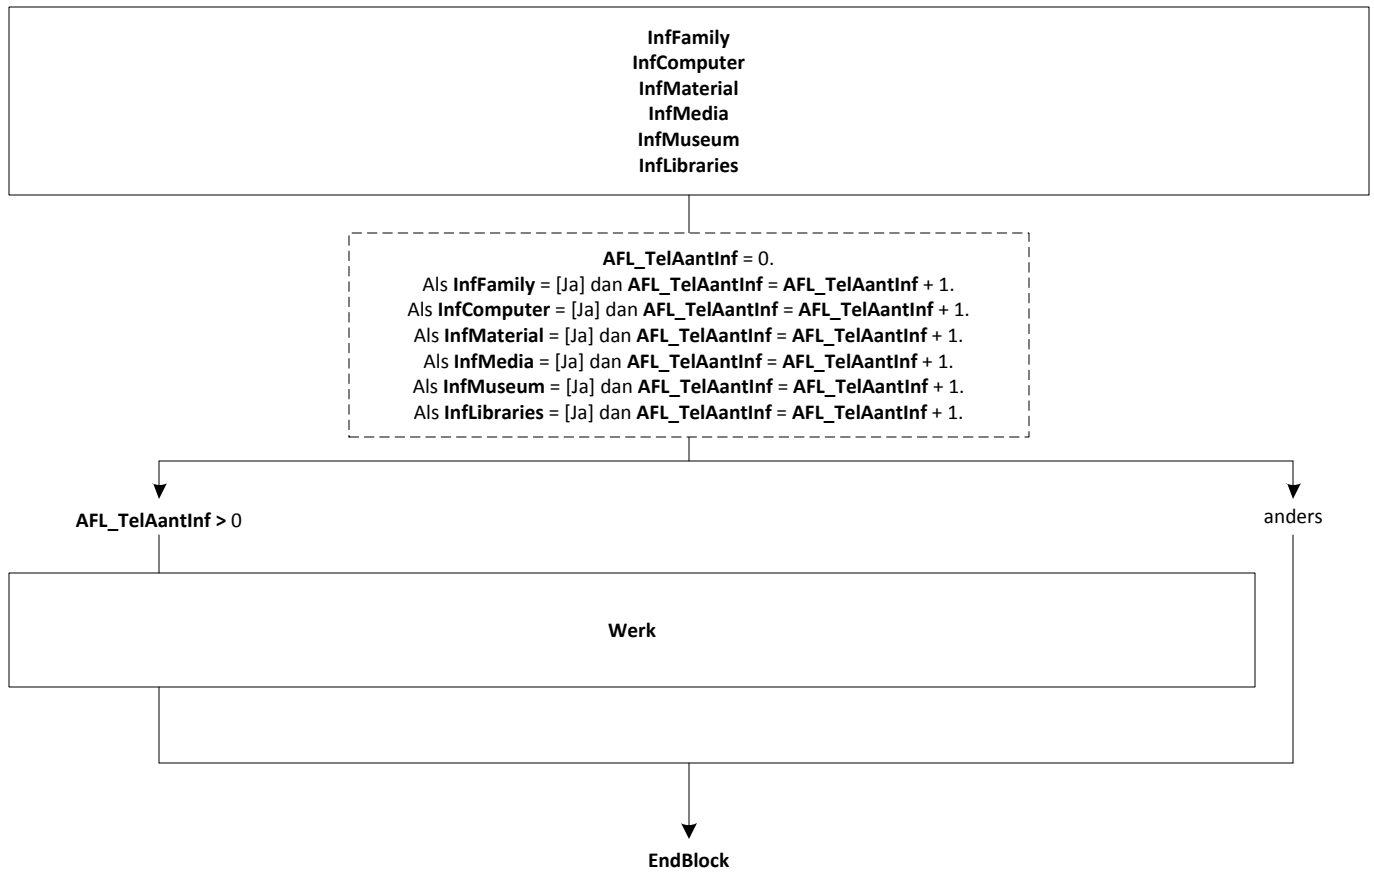 InfFamily
InfComputer
InfMaterial
InfMedia
InfMuseum
InfLibraries
AFL_TelAantInf = 0.
Als InfFamily = [Ja] dan AFL_TelAantInf = AFL_TelAantInf + 1.
Als InfComputer = [Ja] dan AFL_TelAantInf = AFL_TelAantInf + 1.
Als InfMaterial = [Ja] dan AFL_TelAantInf = AFL_TelAantInf + 1.
Als InfMedia = [Ja] dan AFL_TelAantInf = AFL_TelAantInf + 1.
Als InfMuseum = [Ja] dan AFL_TelAantInf = AFL_TelAantInf + 1.
Als InfLibraries = [Ja] dan AFL_TelAantInf = AFL_TelAantInf + 1.
AFL_TelAantInf > 0
anders
Werk
EndBlock